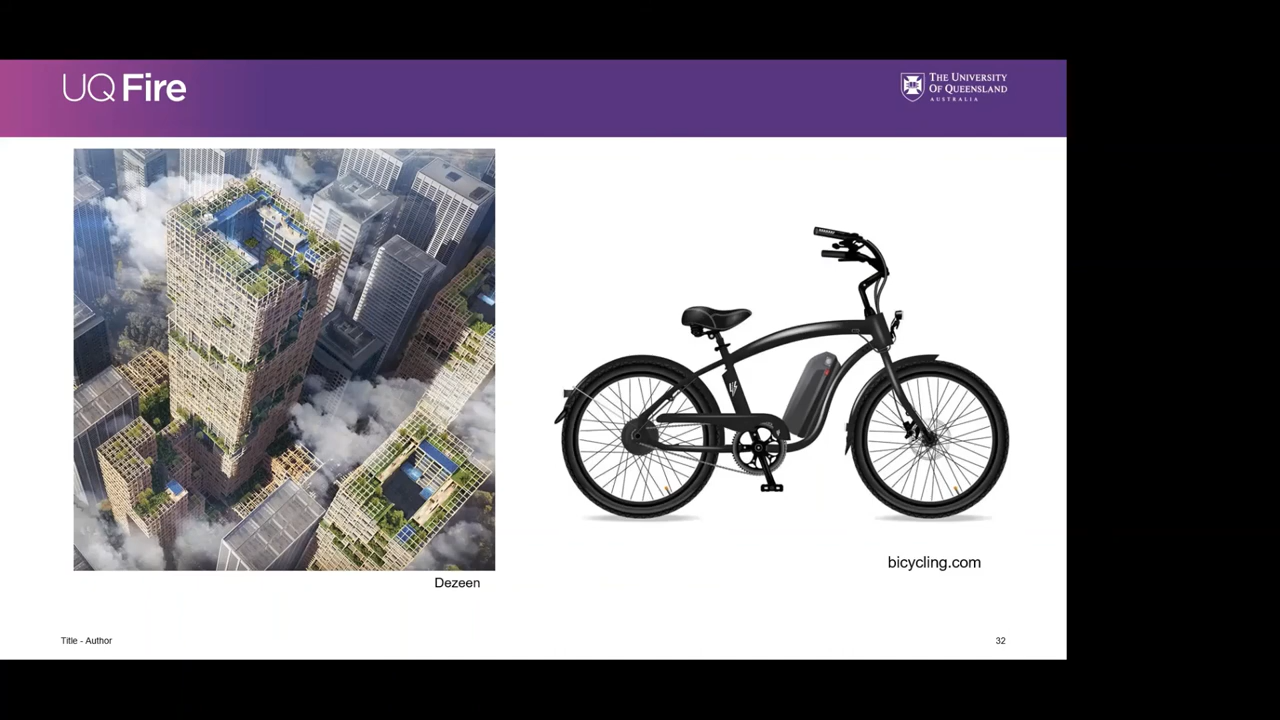 UQ Fire
THE UNIVERSITY
OF QUEENSLAND
AUSTRALIA
Dezeen
bicycling.com
Title - Author
32